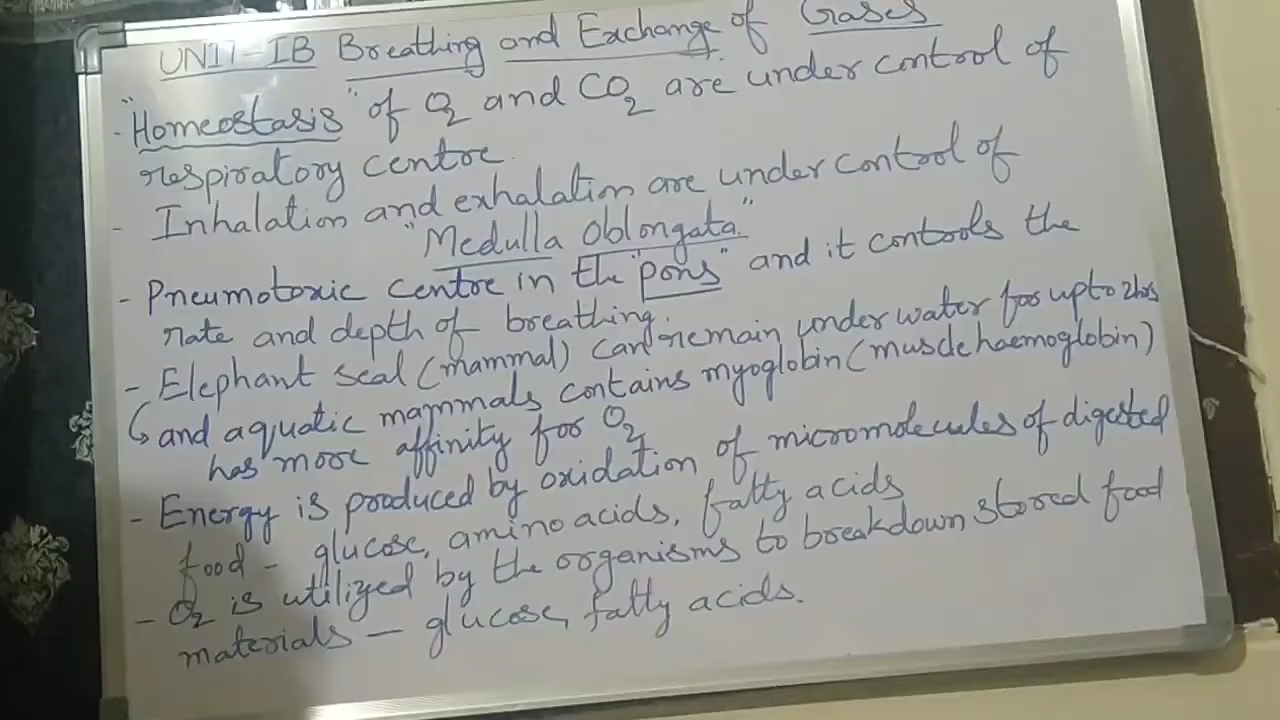 UNIT-IB Breathing and Exchange of Gases
- "Homeostasis" of O2 and CO2 are under control of
respiratory centre.
- Inhalation and exhalation are under control of
"Medulla oblongata."
- Pneumotoxic centre in the "pons" and it controls the
rate and depth of breathing.
- Elephant seal (mammal) can remain under water for upto 2hrs
and aquatic mammals contains myoglobin (muscle haemoglobin)
has more affinity for O2
- Energy is produced by oxidation of micromolecules of digested
food - glucose, amino acids, fatty acids
- O2 is utilized by the organisms to breakdown stored food
materials - glucose, fatty acids.